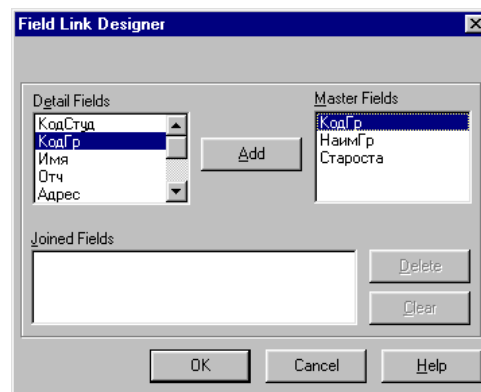 Field Link Designer
Detail Fields
Master Fields
КодСтуд
КодГр
Имя
Отч
Адрес
Add
КодГр
НаимГр
Староста
Joined Fields
Delete
Clear
OK
Cancel
Help